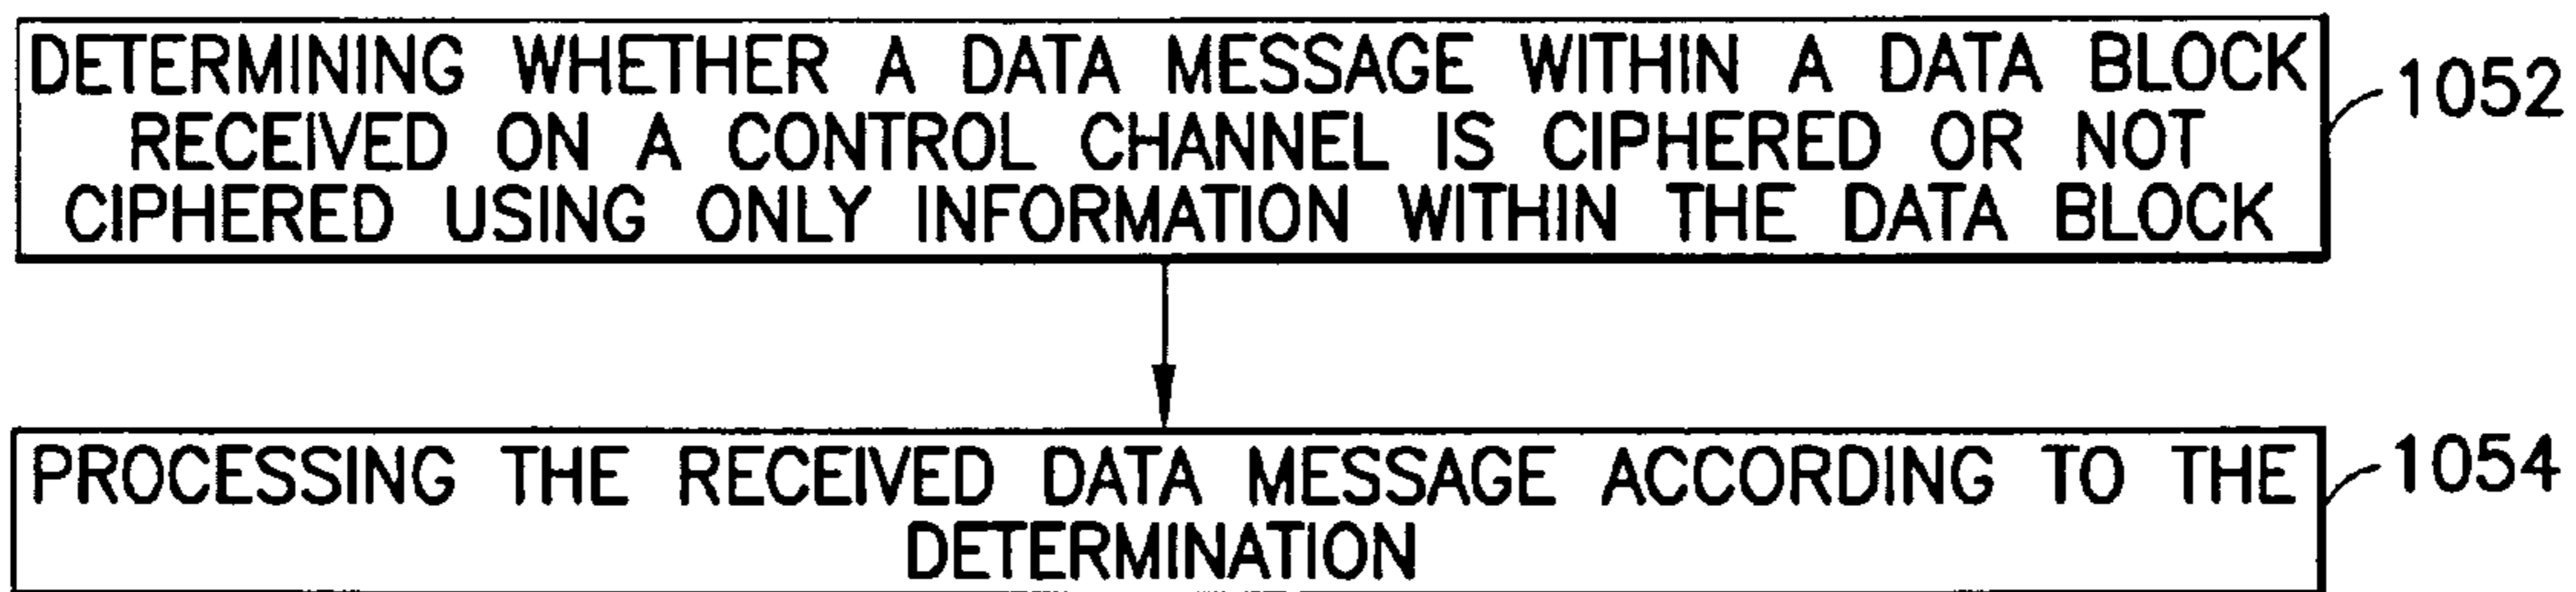 DETERMINING WHETHER A DATA MESSAGE WITHIN A DATA BLOCK
RECEIVED ON A CONTROL CHANNEL IS CIPHERED OR NOT
CIPHERED USING ONLY INFORMATION WITHIN THE DATA BLOCK
1052
PROCESSING THE RECEIVED DATA MESSAGE ACCORDING TO THE
DETERMINATION
1054